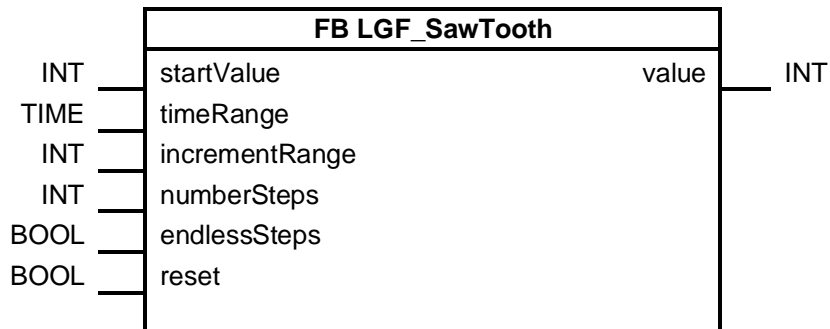 FB LGF_SawTooth
INT startValue value INT
TIME timeRange
INT incrementRange
INT numberSteps
BOOL endlessSteps
BOOL reset